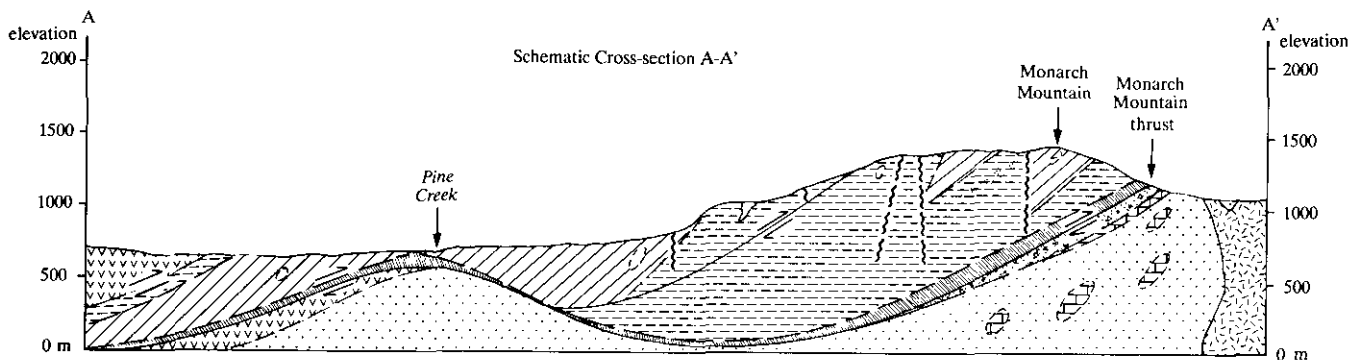 A
elevation
2000
1500
1000
500
0 m
Schematic Cross-section A-A'
Pine
Creek
Monarch
Mountain
Monarch
Mountain
thrust
A'
elevation
2000
1500
1000
500
0 m